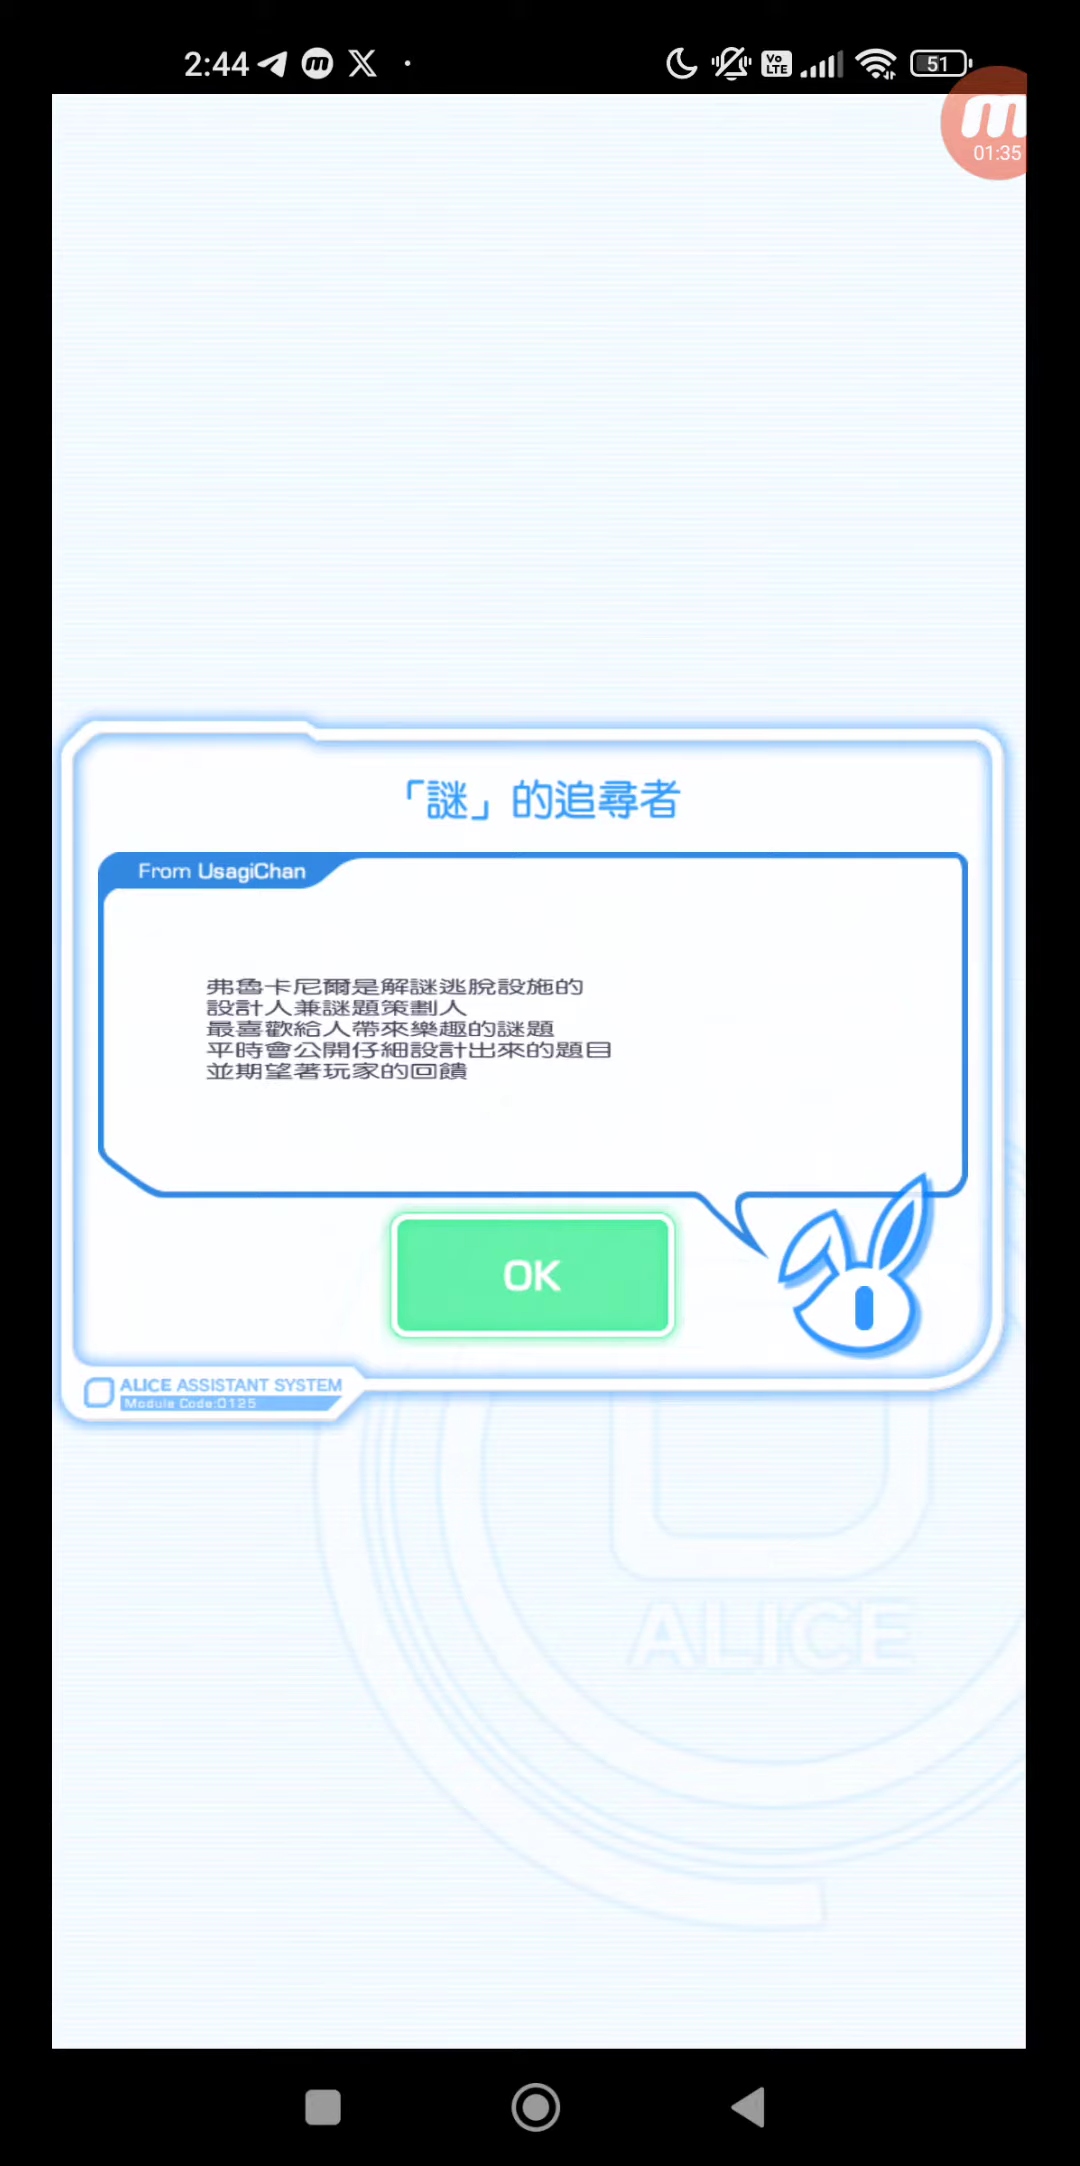 2:44
Vo LTE
51
01:35
「謎」的追尋者
From UsagiChan
弗魯卡尼爾是解謎逃脫設施的
設計人兼謎題策劃人
最喜歡給人帶來樂趣的謎題
平時會公開仔細設計出來的題目
並期望著玩家的回饋
OK
ALICE ASSISTANT SYSTEM
Module Code:0125
ALICE